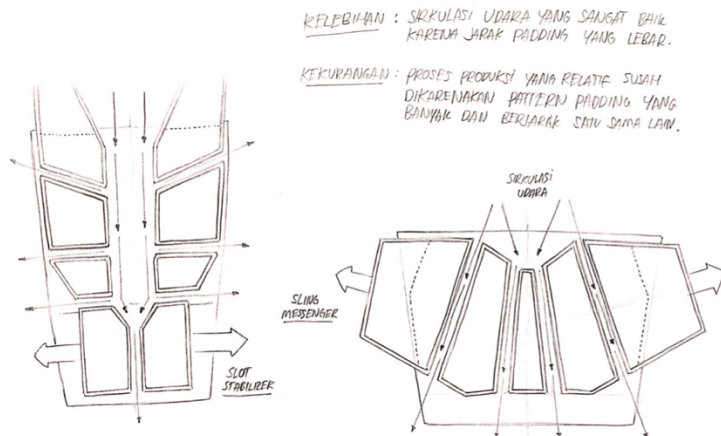 KELEBIHAN : SIRKULASI UDARA YANG SANGAT BAIK
KARENA JARAK PADDING YANG LEBAR.
KEKURANGAN : PROSES PRODUKSI YANG RELATIF SUSAH
DIKARENAKAN PATTERN PADDING YANG
BANYAK DAN BERJARAK SATU SAMA LAIN.
SIRKULASI
UDARA
SLING
MESSENGER
SLOT
STABILIZER